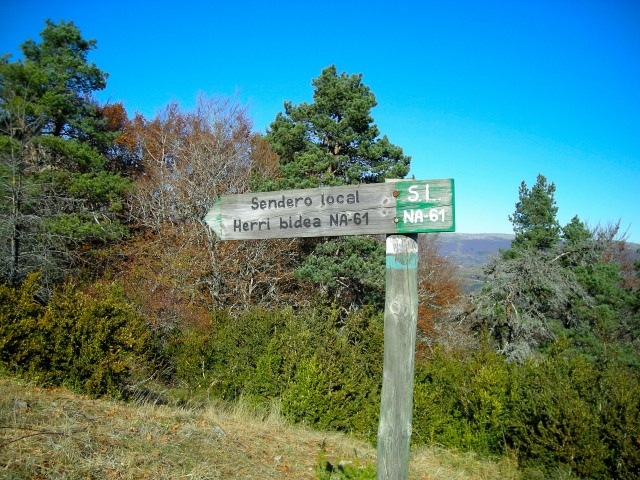 Sendero local
Herri bidea NA-61
S.L.
NA-61